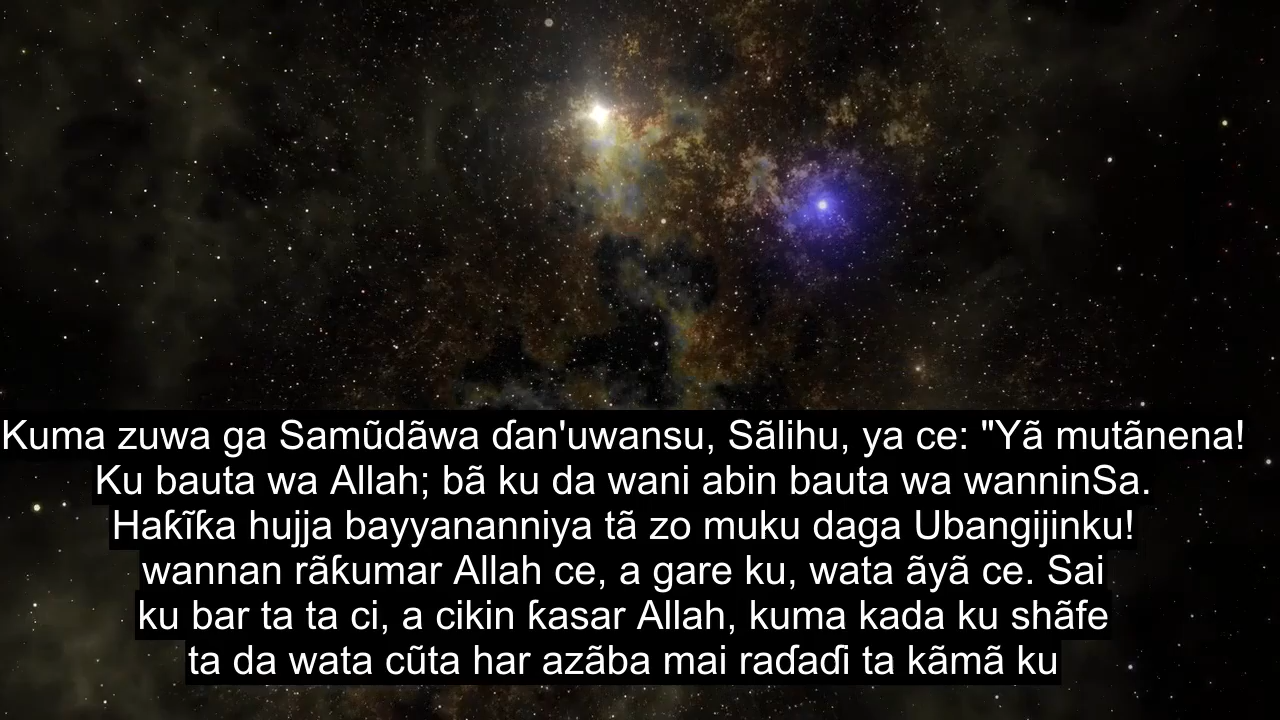 Kuma zuwa ga Samũdãwa ɗan'uwansu, Sãlihu, ya ce: "Yã mutãnena!
Ku bauta wa Allah; bã ku da wani abin bauta wa wanninSa.
Haƙĩƙa hujja bayyananniya tã zo muku daga Ubangijinku!
wannan rãƙumar Allah ce, a gare ku, wata ãyã ce. Sai
ku bar ta ta ci, a cikin ƙasar Allah, kuma kada ku shãfe
ta da wata cũta har azãba mai raɗaɗi ta kãmã ku